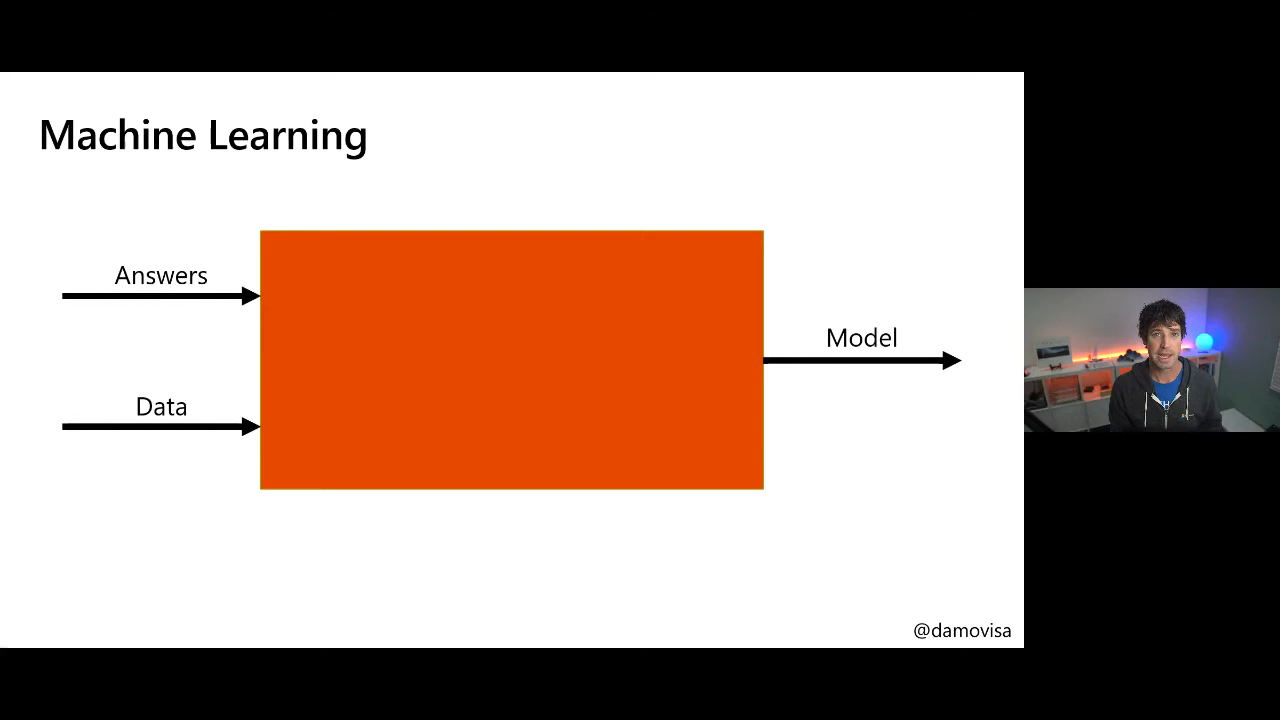 Machine Learning
Answers
Model
Data
@damovisa